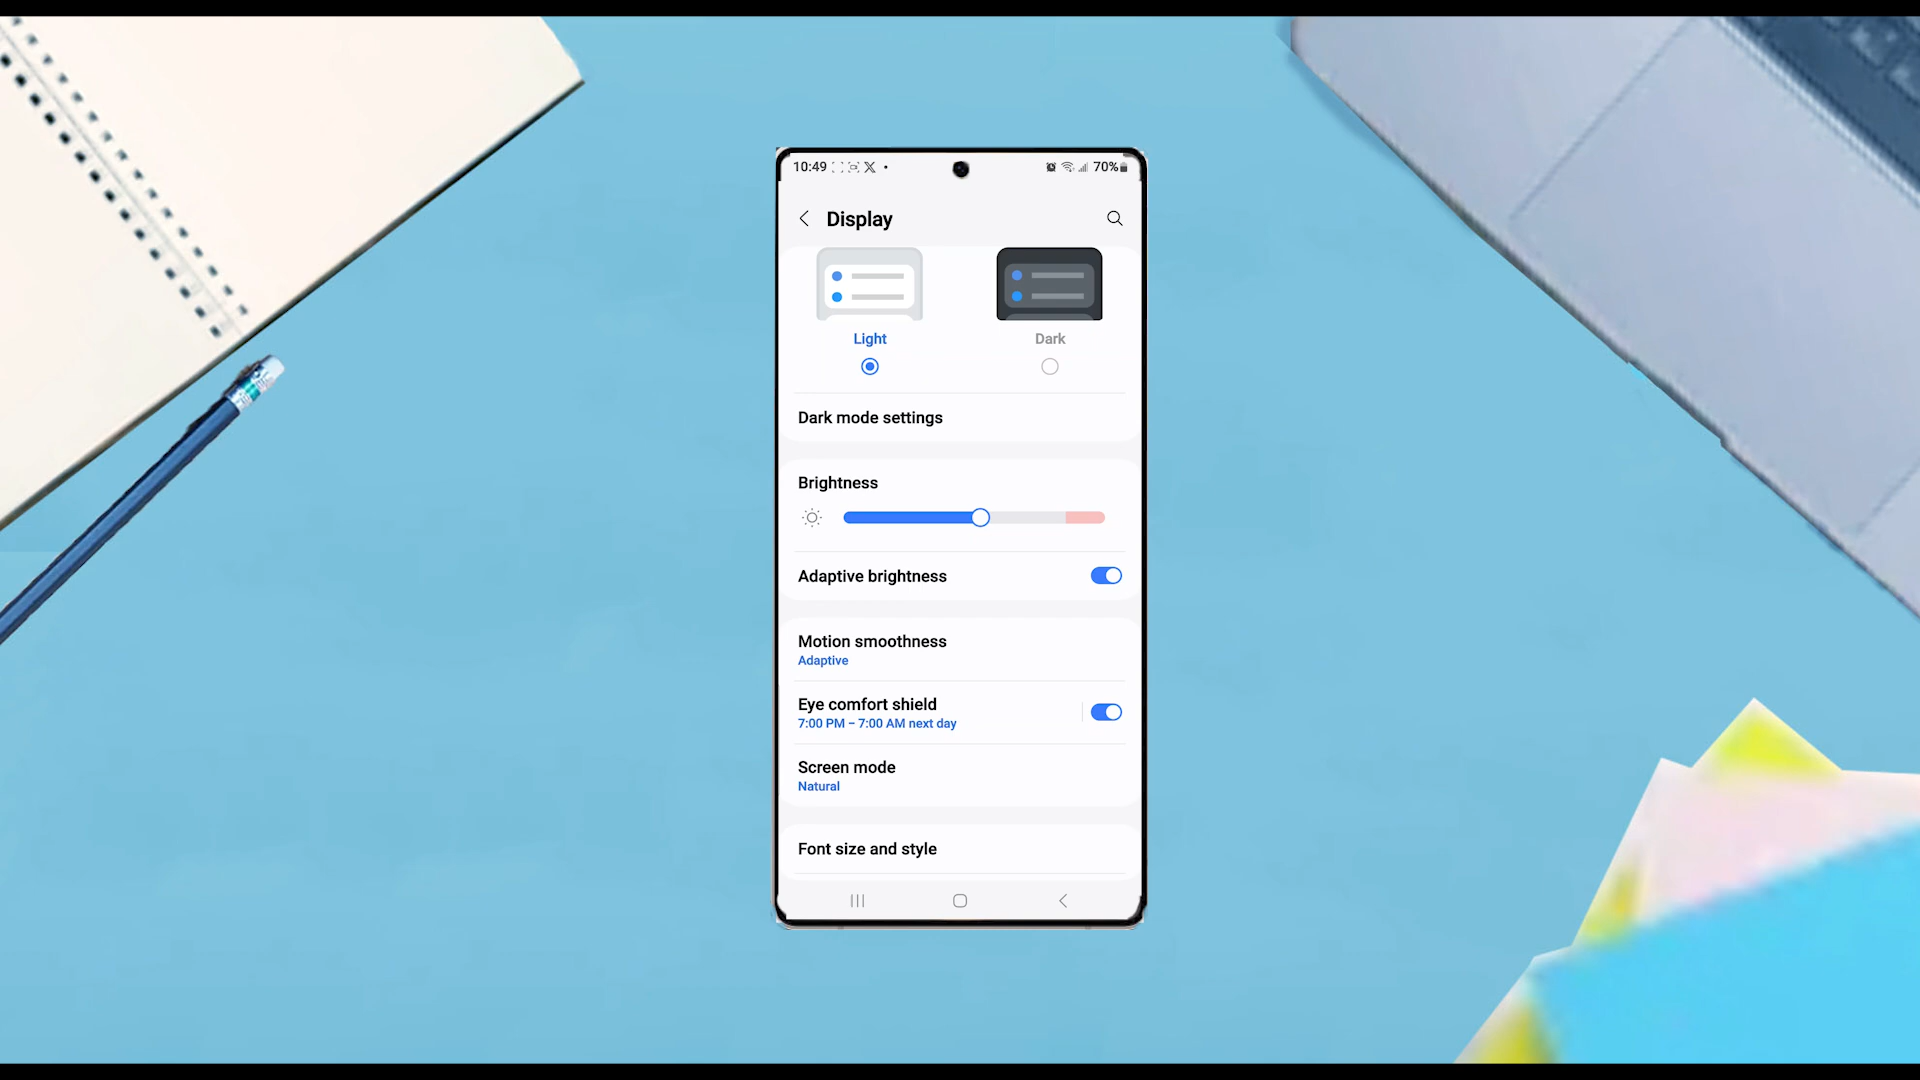 10:49
70%
Display
Light
Dark
Dark mode settings
Brightness
Adaptive brightness
Motion smoothness
Adaptive
Eye comfort shield
7:00 PM – 7:00 AM next day
Screen mode
Natural
Font size and style